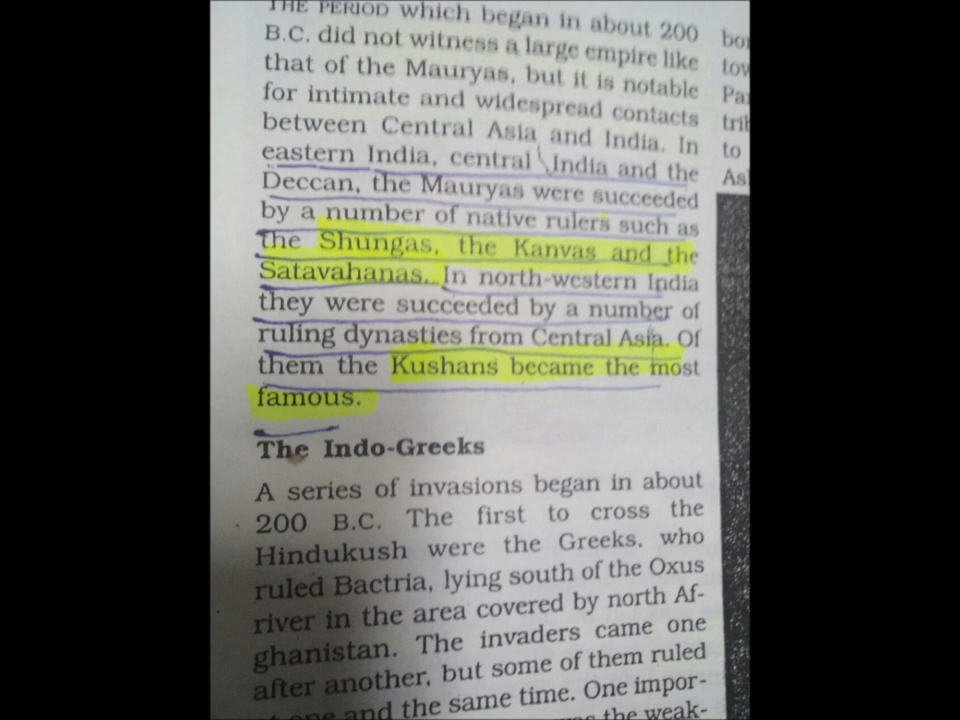 THE PERIOD which began in about 200
B.C. did not witness a large empire like
that of the Mauryas, but it is notable
for intimate and widespread contacts
between Central Asia and India. In
eastern India, central India and the
Deccan, the Mauryas were succeeded
by a number of native rulers such as
the Shungas, the Kanvas and the
Satavahanas. In north-western India
they were succeeded by a number of
ruling dynasties from Central Asia. Of
them the Kushans became the most
famous.
The Indo-Greeks
A series of invasions began in about
200 B.C. The first to cross the
Hindukush were the Greeks, who
ruled Bactria, lying south of the Oxus
river in the area covered by north Af-
ghanistan. The invaders came one
after another, but some of them ruled
at one and the same time. One impor-
the weak-
to